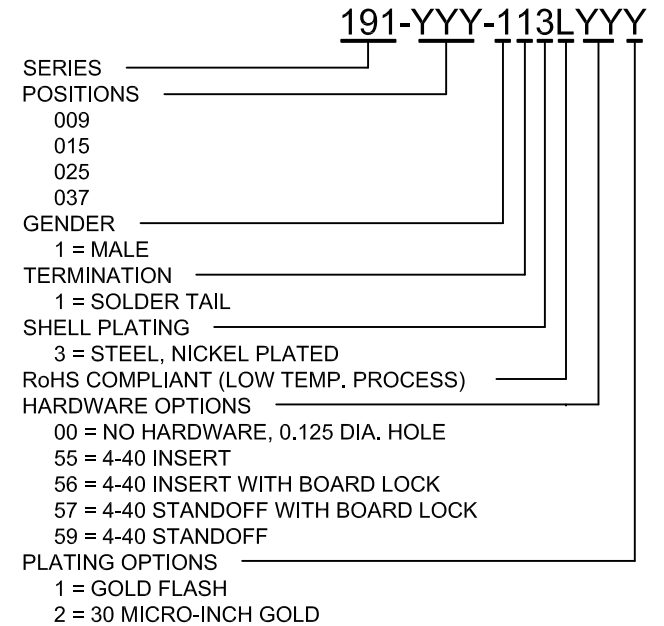 191-YYY-113LYYY
SERIES
POSITIONS
009
015
025
037
GENDER
1 = MALE
TERMINATION
1 = SOLDER TAIL
SHELL PLATING
3 = STEEL, NICKEL PLATED
RoHS COMPLIANT (LOW TEMP. PROCESS)
HARDWARE OPTIONS
00 = NO HARDWARE, 0.125 DIA. HOLE
55 = 4-40 INSERT
56 = 4-40 INSERT WITH BOARD LOCK
57 = 4-40 STANDOFF WITH BOARD LOCK
59 = 4-40 STANDOFF
PLATING OPTIONS
1 = GOLD FLASH
2 = 30 MICRO-INCH GOLD